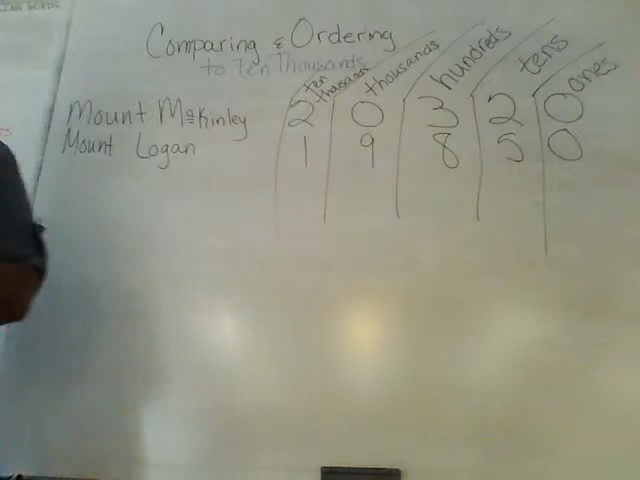 Comparing & Ordering
to Ten Thousands
ten thousands thousands hundreds tens ones
Mount McKinley 2 0 3 2 0
Mount Logan 1 9 8 5 0